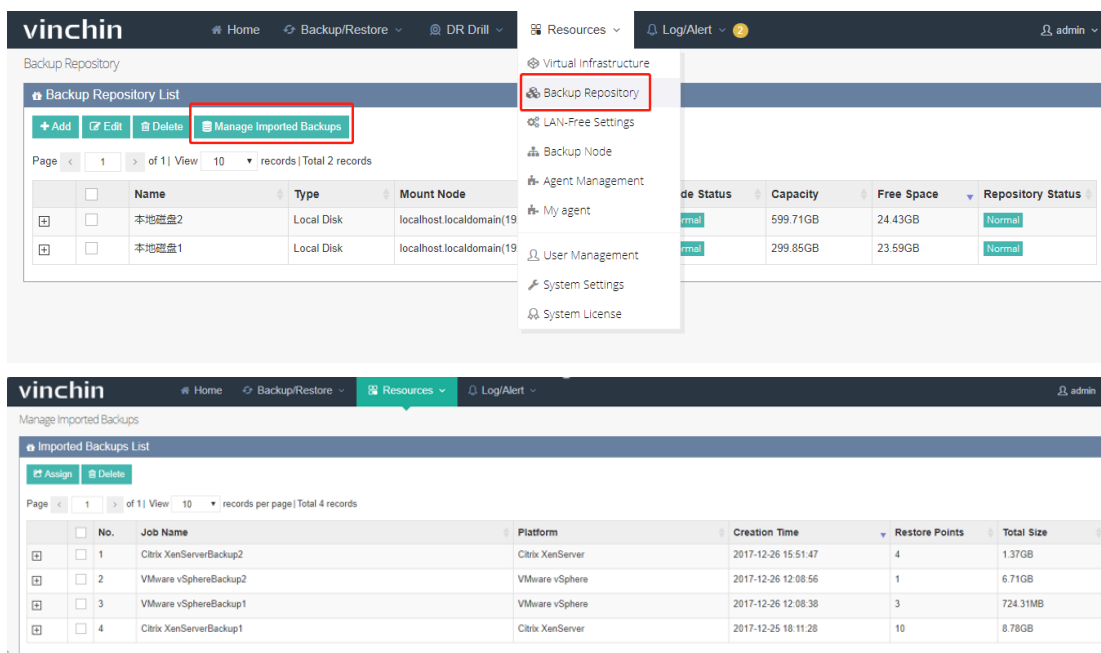 vinchin Home Backup/Restore DR Drill Resources Log/Alert 2 admin
Backup Repository
Virtual Infrastructure
Backup Repository List
Backup Repository
Add Edit Delete Manage Imported Backups
LAN-Free Settings
Backup Node
Page 1 of 1| View 10 records|Total 2 records
Agent Management
Name Type Mount Node de Status Capacity Free Space Repository Status
My agent
本地磁盘2 Local Disk localhost.localdomain(19 rmal 599.71GB 24.43GB Normal
本地磁盘1 Local Disk localhost.localdomain(19 rmal 299.85GB 23.59GB Normal
User Management
System Settings
System License
vinchin Home Backup/Restore Resources Log/Alert admin
Manage Imported Backups
Imported Backups List
Assign Delete
Page 1 of 1| View 10 records per page|Total 4 records
No. Job Name Platform Creation Time Restore Points Total Size
1 Citrix XenServerBackup2 Citrix XenServer 2017-12-26 15:51:47 4 1.37GB
2 VMware vSphereBackup2 VMware vSphere 2017-12-26 12:08:56 1 6.71GB
3 VMware vSphereBackup1 VMware vSphere 2017-12-26 12:08:38 3 724.31MB
4 Citrix XenServerBackup1 Citrix XenServer 2017-12-25 18:11:28 10 8.78GB